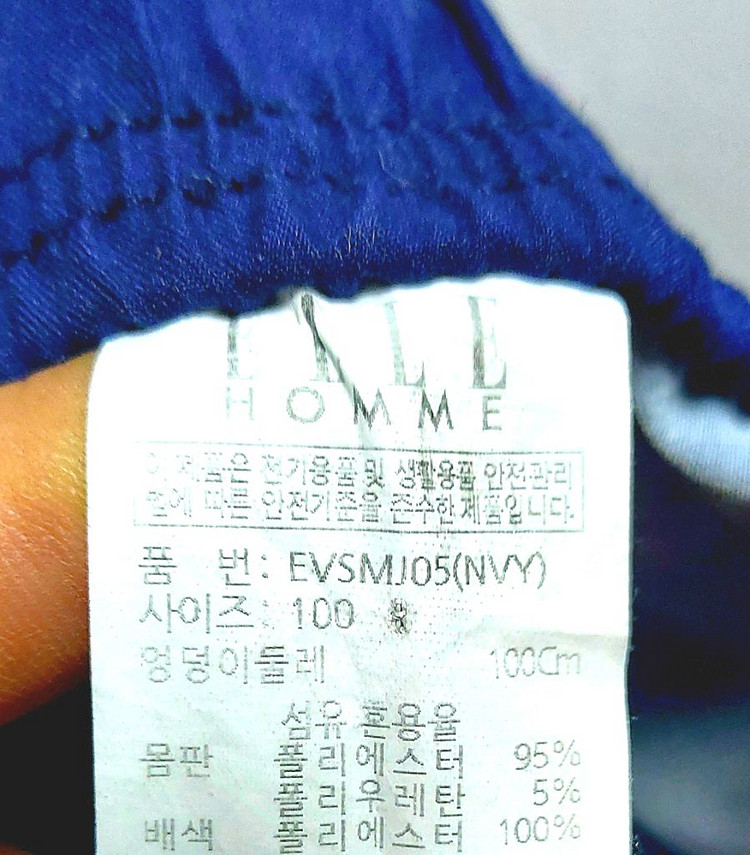 ELLE
HOMME
이 제품은 전기용품 및 생활용품 안전관리
법에 따른 안전기준을 준수한 제품입니다.
품 번: EVSMJ05(NVY)
사이즈: 100
엉덩이둘레 100Cm
섬유 혼용율
몸판 폴리에스터 95%
폴리우레탄 5%
배색 폴리에스터 100%